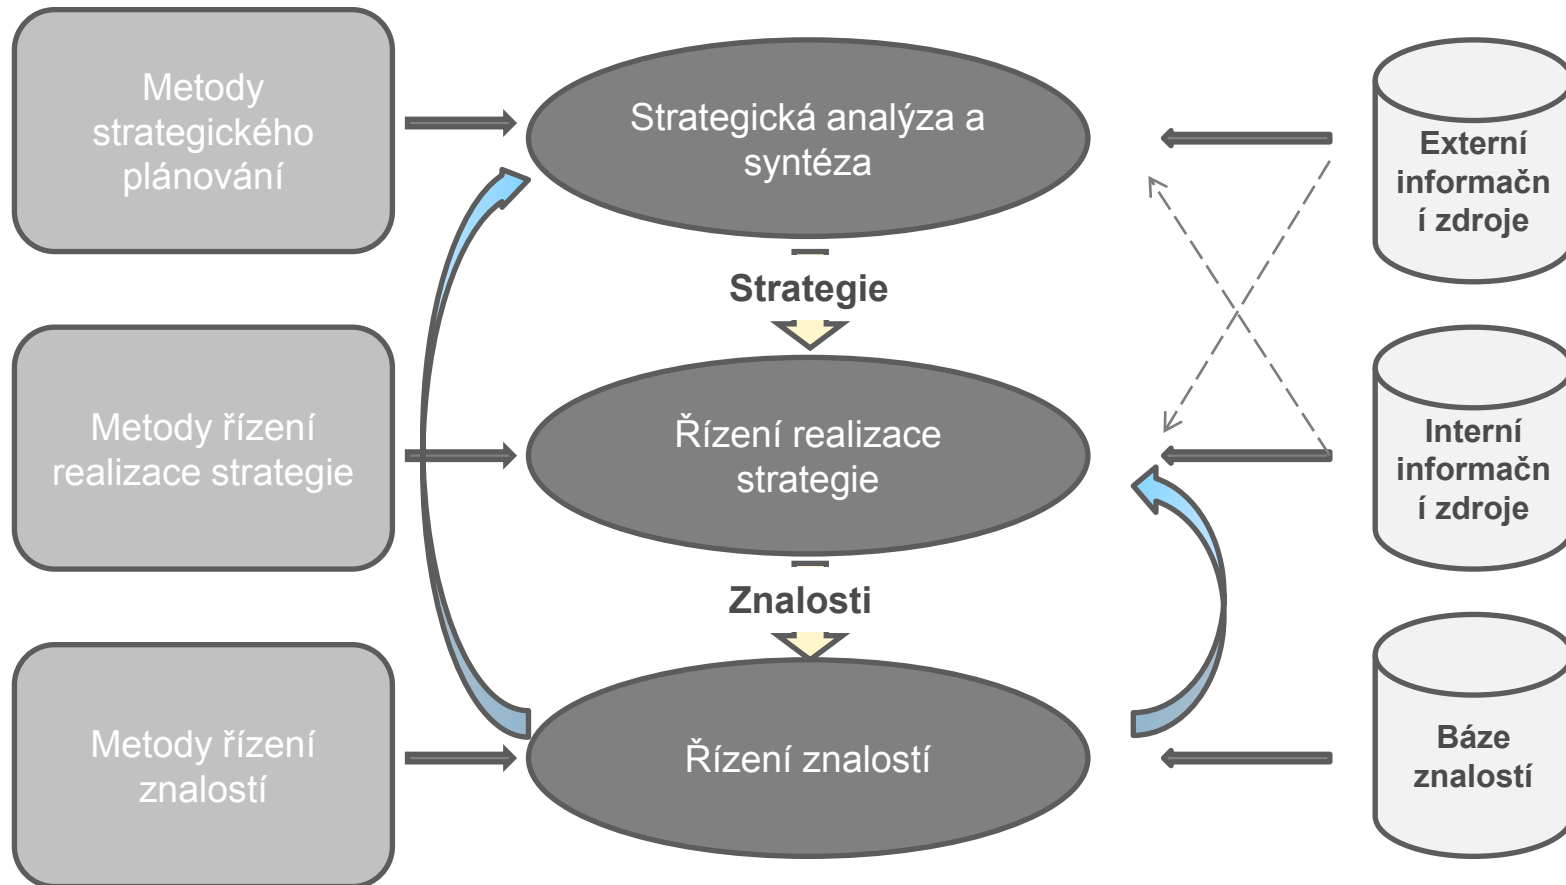 Metody
strategického
plánování
Strategická analýza a
syntéza
Externí
informačn
í zdroje
Strategie
Metody řízení
realizace strategie
Řízení realizace
strategie
Interní
informačn
í zdroje
Znalosti
Metody řízení
znalostí
Řízení znalostí
Báze
znalostí